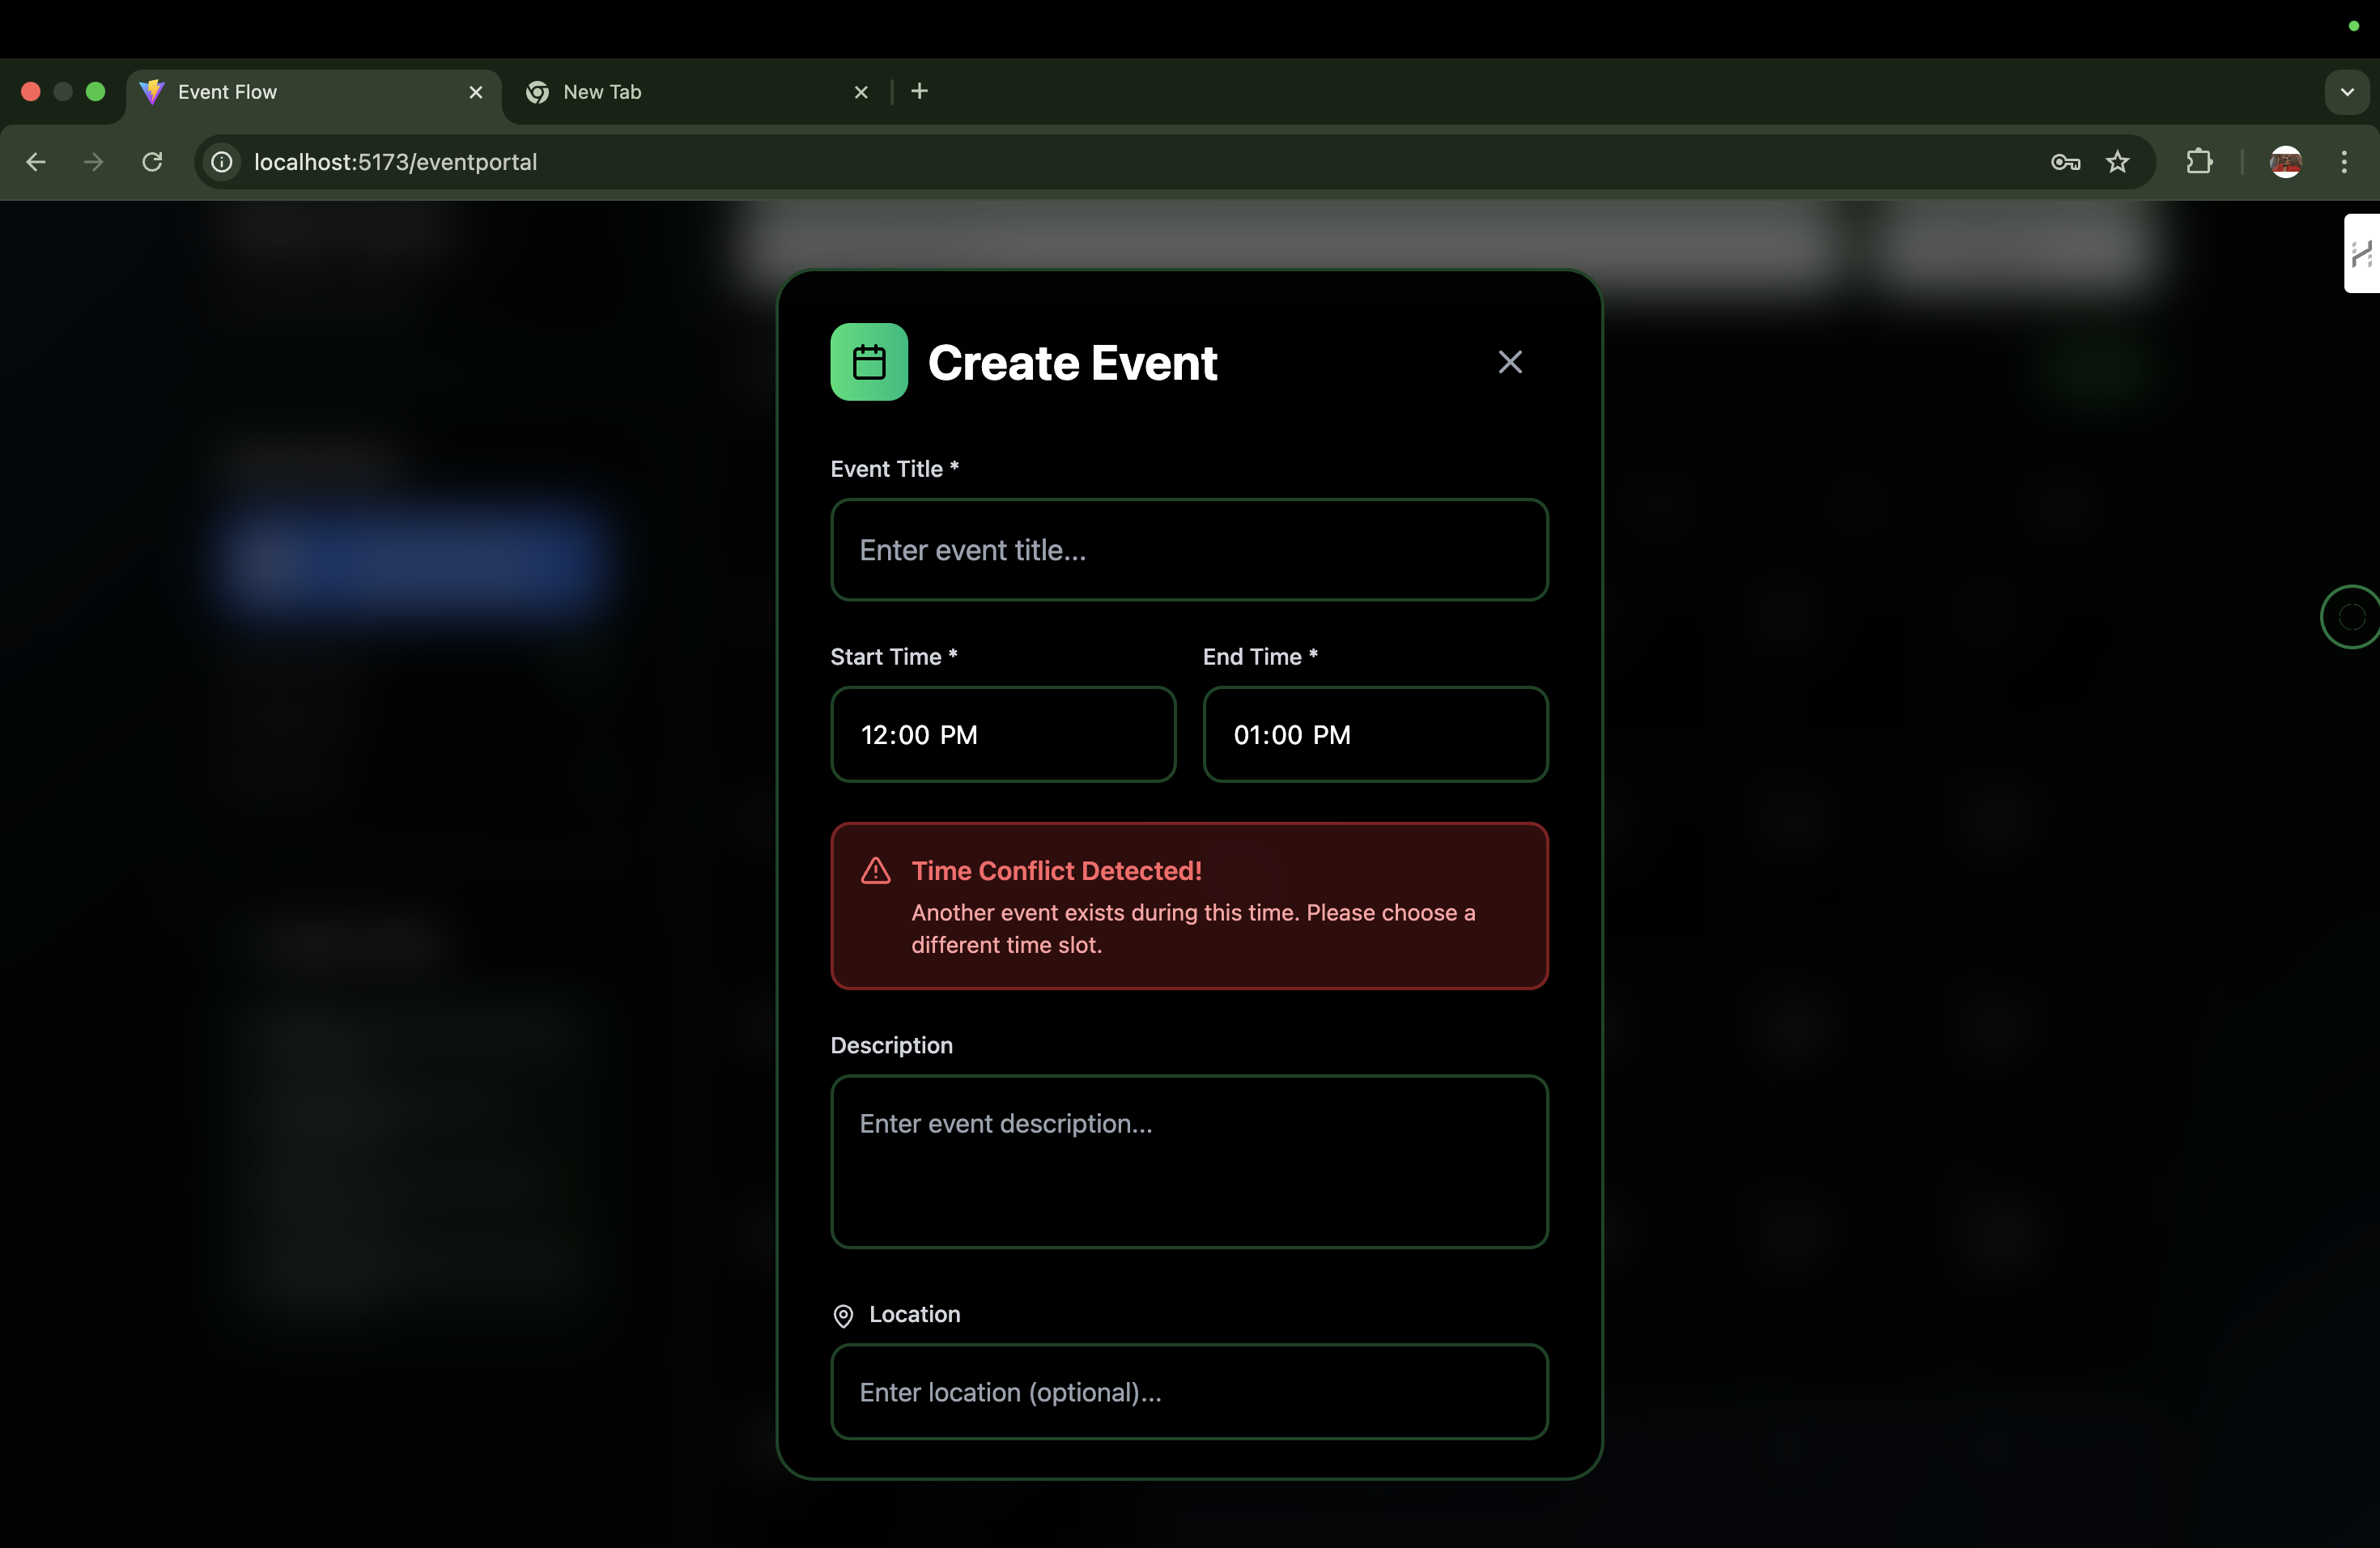 Event Flow
New Tab
localhost:5173/eventportal
Create Event
Event Title *
Enter event title...
Start Time *
End Time *
12:00 PM
01:00 PM
Time Conflict Detected!
Another event exists during this time. Please choose a
different time slot.
Description
Enter event description...
Location
Enter location (optional)...